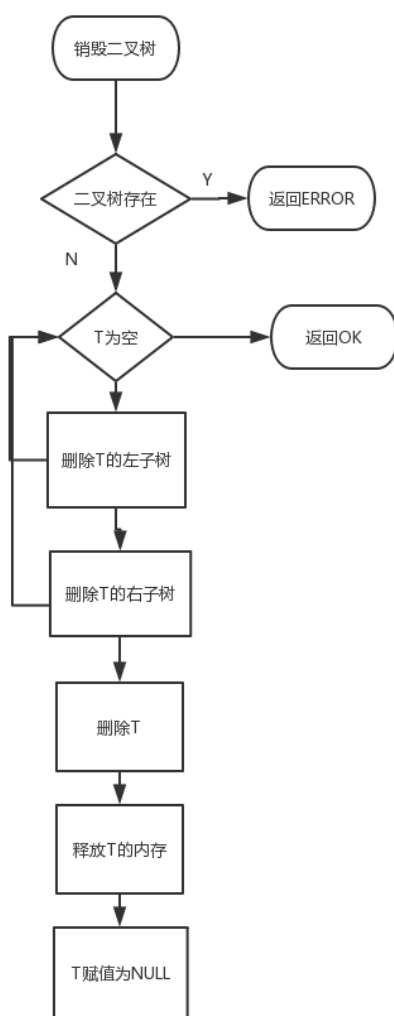 销毁二叉树
二叉树存在
Y
返回ERROR
N
T为空
返回OK
删除T的左子树
删除T的右子树
删除T
释放T的内存
T赋值为NULL